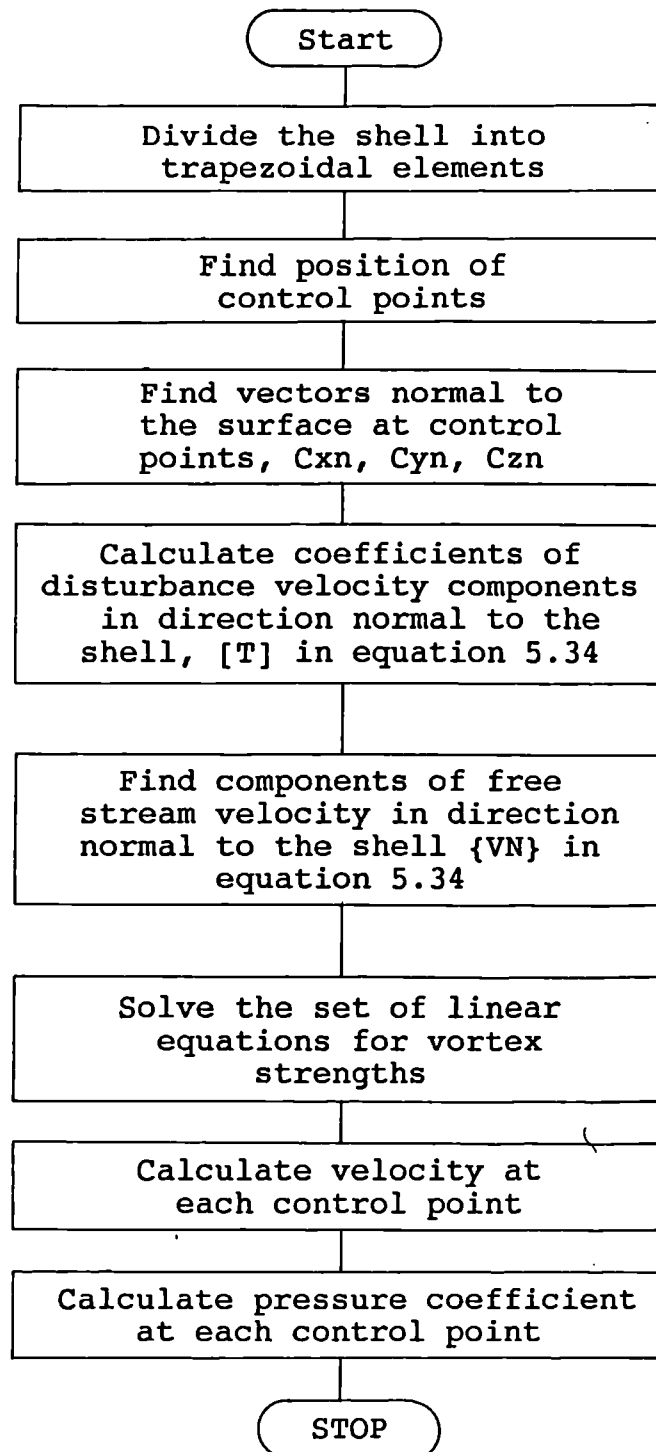 Start
Divide the shell into
trapezoidal elements
Find position of
control points
Find vectors normal to
the surface at control
points, Cxn, Cyn, Czn
Calculate coefficients of
disturbance velocity components
in direction normal to the
shell, [T] in equation 5.34
Find components of free
stream velocity in direction
normal to the shell {VN} in
equation 5.34
Solve the set of linear
equations for vortex
strengths
Calculate velocity at
each control point
Calculate pressure coefficient
at each control point
STOP